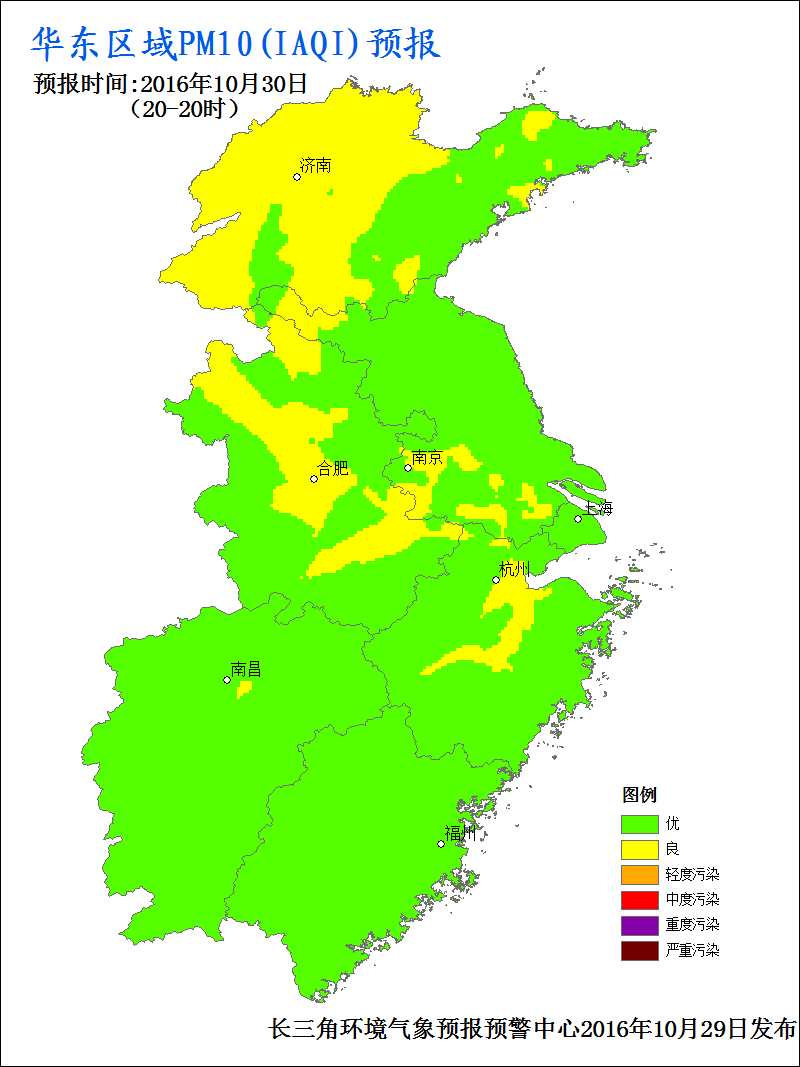 华东区域PM10(IAQI)预报
预报时间:2016年10月30日
（20-20时）
济南
合肥
南京
上海
杭州
南昌
福州
图例
优
良
轻度污染
中度污染
重度污染
严重污染
长三角环境气象预报预警中心2016年10月29日发布